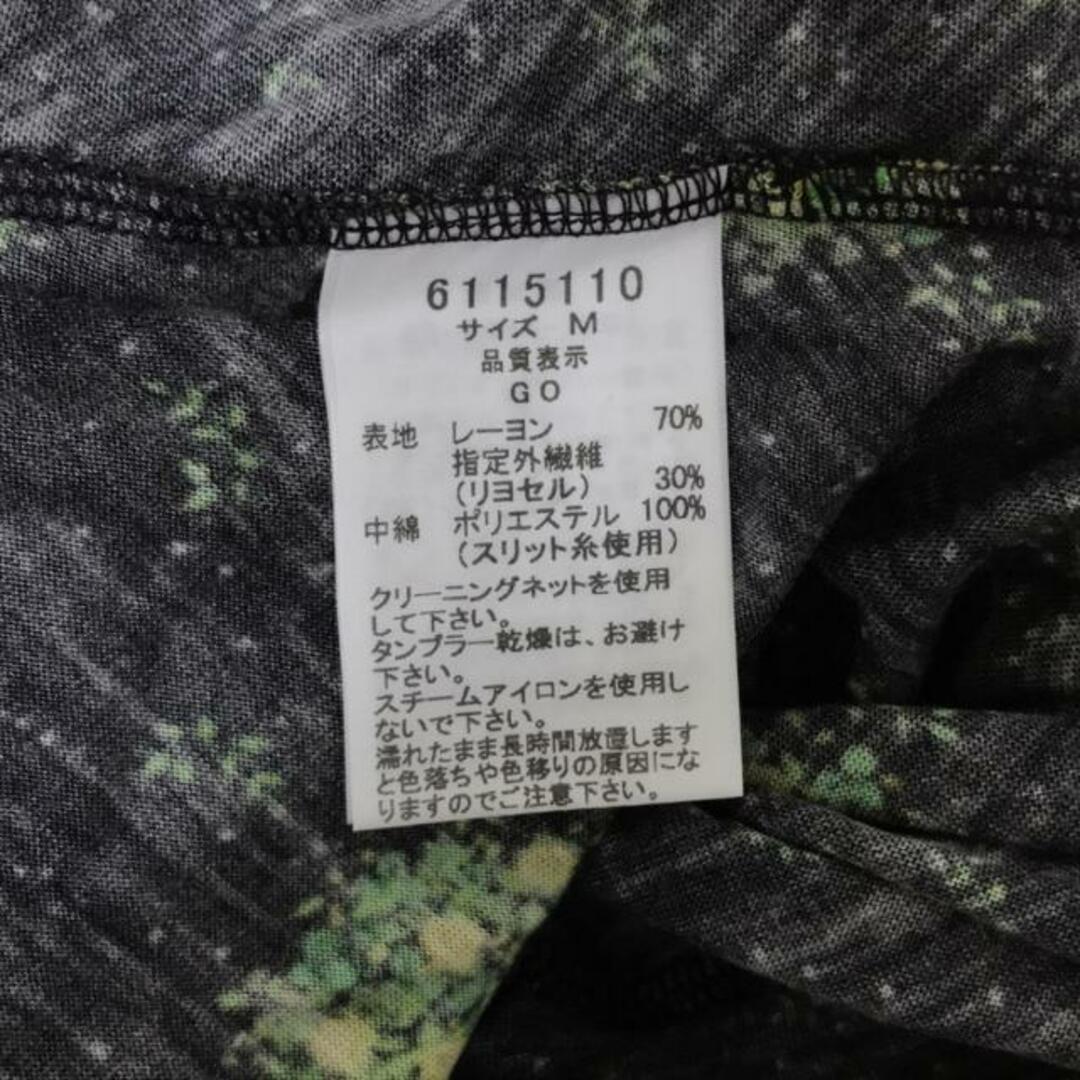 6115110
サイズ M
品質表示
GO
表地 レーヨン 70%
指定外繊維
(リヨセル) 30%
中綿 ポリエステル 100%
(スリット糸使用)
クリーニングネットを使用
して下さい。
タンブラー乾燥は、お避け
下さい。
スチームアイロンを使用し
ないで下さい。
濡れたまま長時間放置します
と色落ちや色移りの原因にな
りますのでご注意下さい。